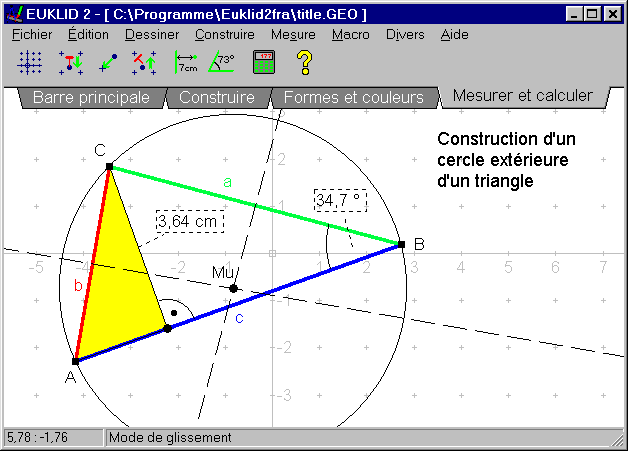 EUKLID 2 - [ C:\Programme\Euklid2fra\title.GEO ]
Fichier Édition Dessiner Construire Mesure Macro Divers Aide
7cm 73°
Barre principale Construire Formes et couleurs Mesurer et calculer
Construction d'un
cercle extérieure
d'un triangle
C
2
a
34,7 °
1
3,64 cm
B
-5 -4 -2 -1 1 2 3 4 5 6 7
Mu
b
-1
c
-2
A
-3
5,78 : -1,76 Mode de glissement